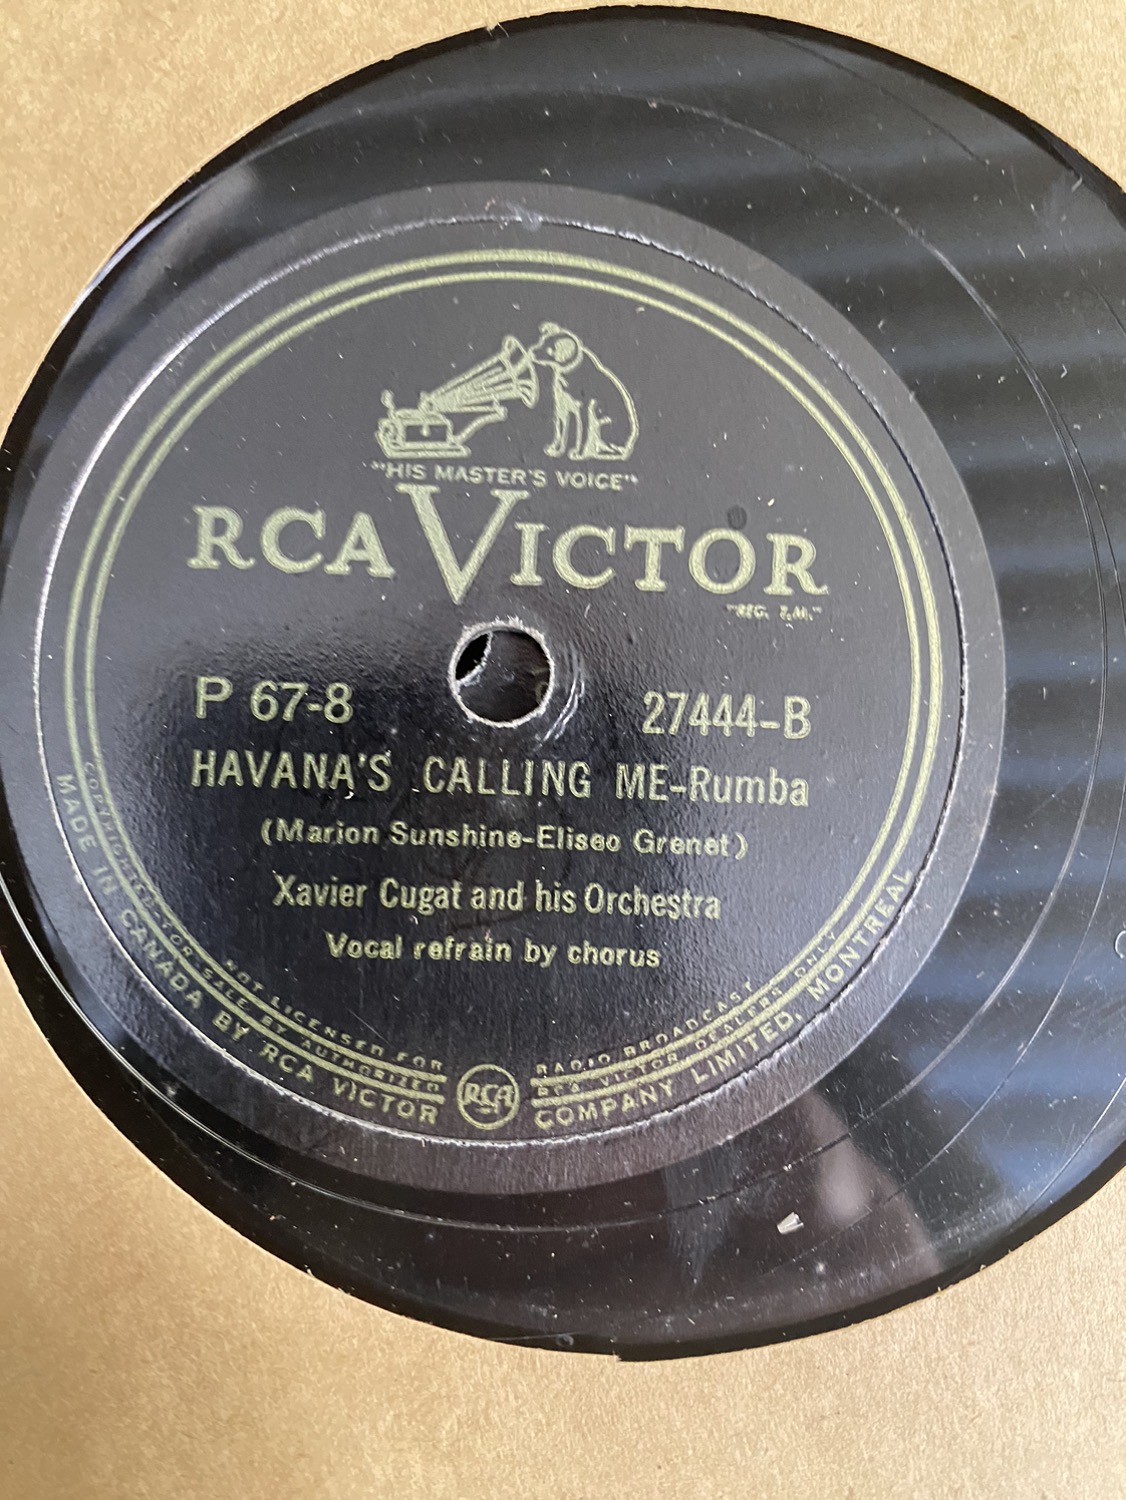 "HIS MASTER'S VOICE"
RCA VICTOR
"REG. T.M."
P 67-8
27444-B
HAVANA'S CALLING ME-Rumba
(Marion Sunshine-Eliseo Grenet)
Xavier Cugat and his Orchestra
Vocal refrain by chorus
NOT LICENSED FOR RADIO BROADCAST
COPYRIGHTED-FOR SALE BY AUTHORIZED RCA VICTOR DEALERS ONLY
MADE IN CANADA BY RCA VICTOR COMPANY LIMITED, MONTREAL
RCA